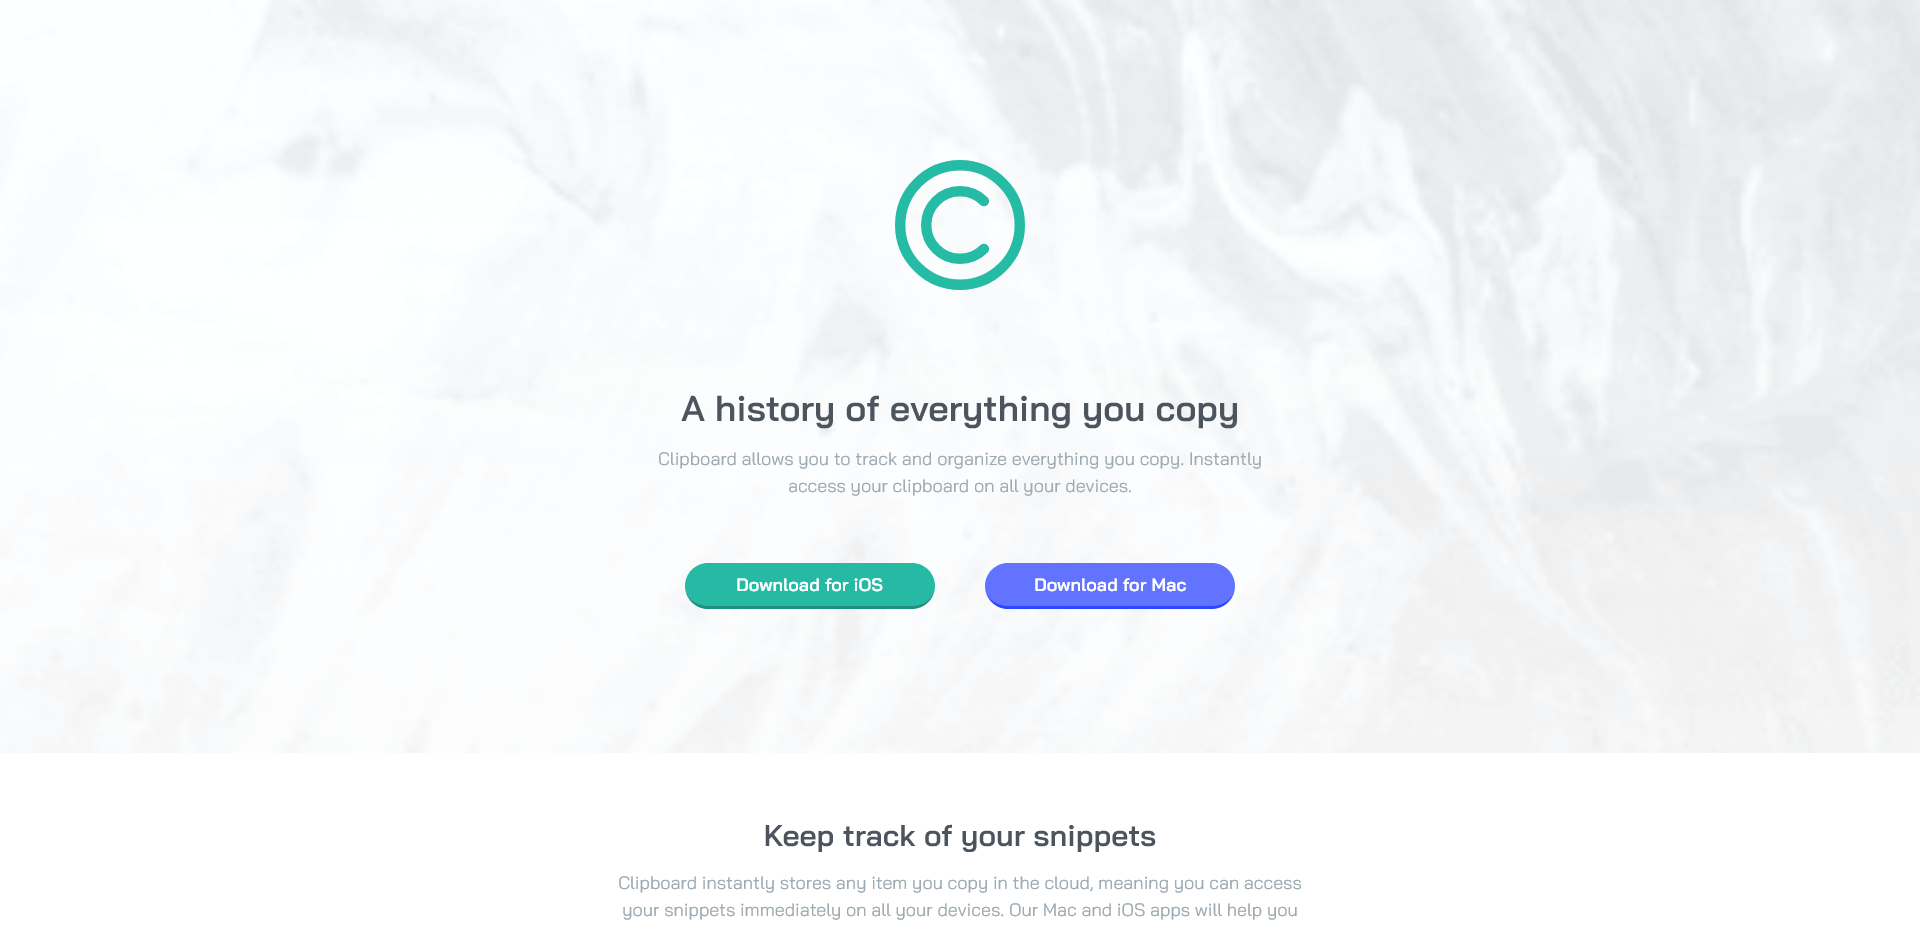 A history of everything you copy
Clipboard allows you to track and organize everything you copy. Instantly
access your clipboard on all your devices.
Download for iOS
Download for Mac
Keep track of your snippets
Clipboard instantly stores any item you copy in the cloud, meaning you can access
your snippets immediately on all your devices. Our Mac and iOS apps will help you